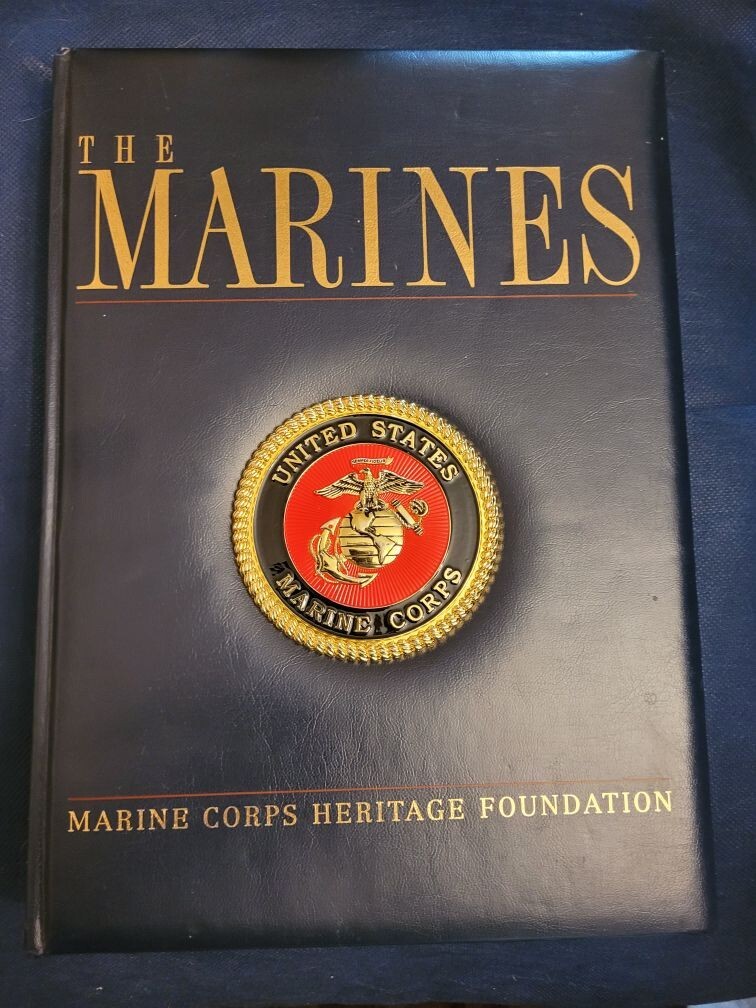 THE
MARINES
UNITED STATES
MARINE CORPS
MARINE CORPS HERITAGE FOUNDATION